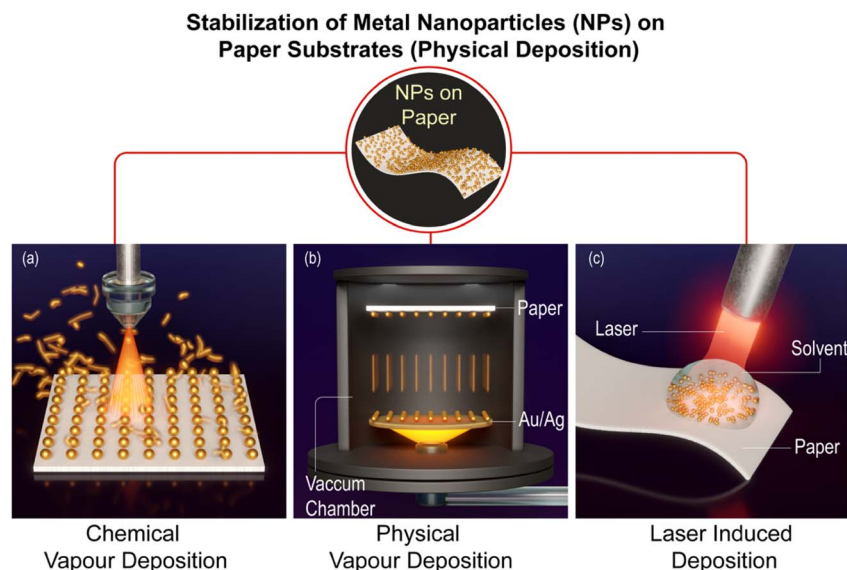 Stabilization of Metal Nanoparticles (NPs) on
Paper Substrates (Physical Deposition)
NPs on
Paper
(a)
(b)
Paper
Au/Ag
Vaccum
Chamber
(c)
Laser
Solvent
Paper
Chemical
Vapour Deposition
Physical
Vapour Deposition
Laser Induced
Deposition